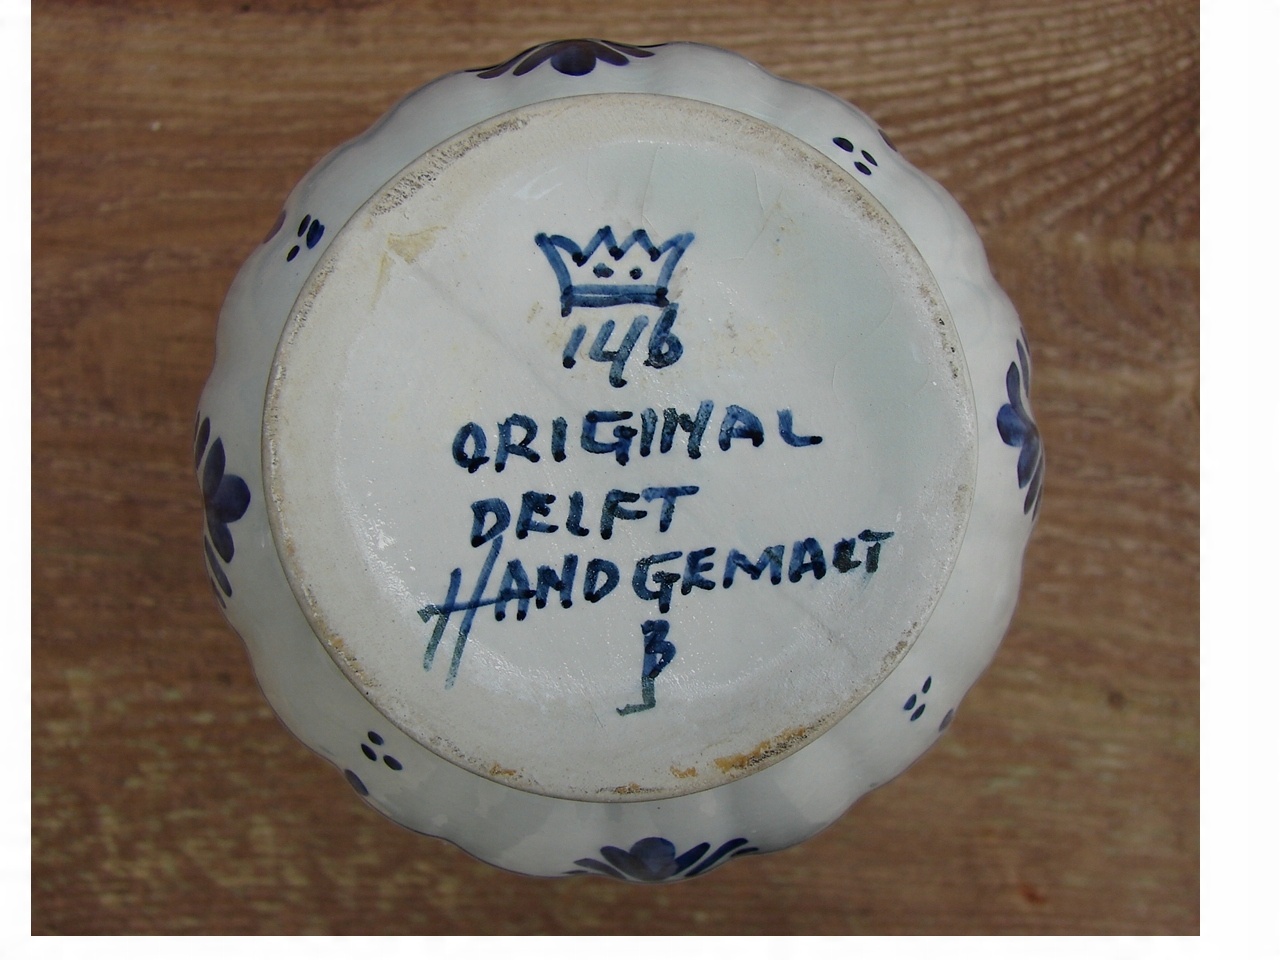 146
ORIGINAL
DELFT
HANDGEMALT
B